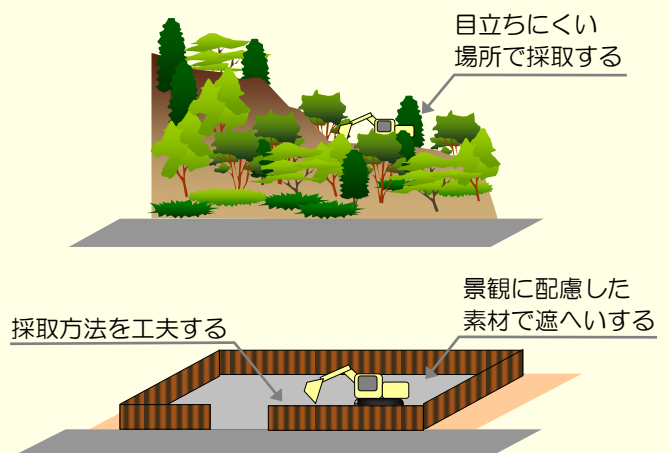 目立ちにくい
場所で採取する
景観に配慮した
素材で遮へいする
採取方法を工夫する